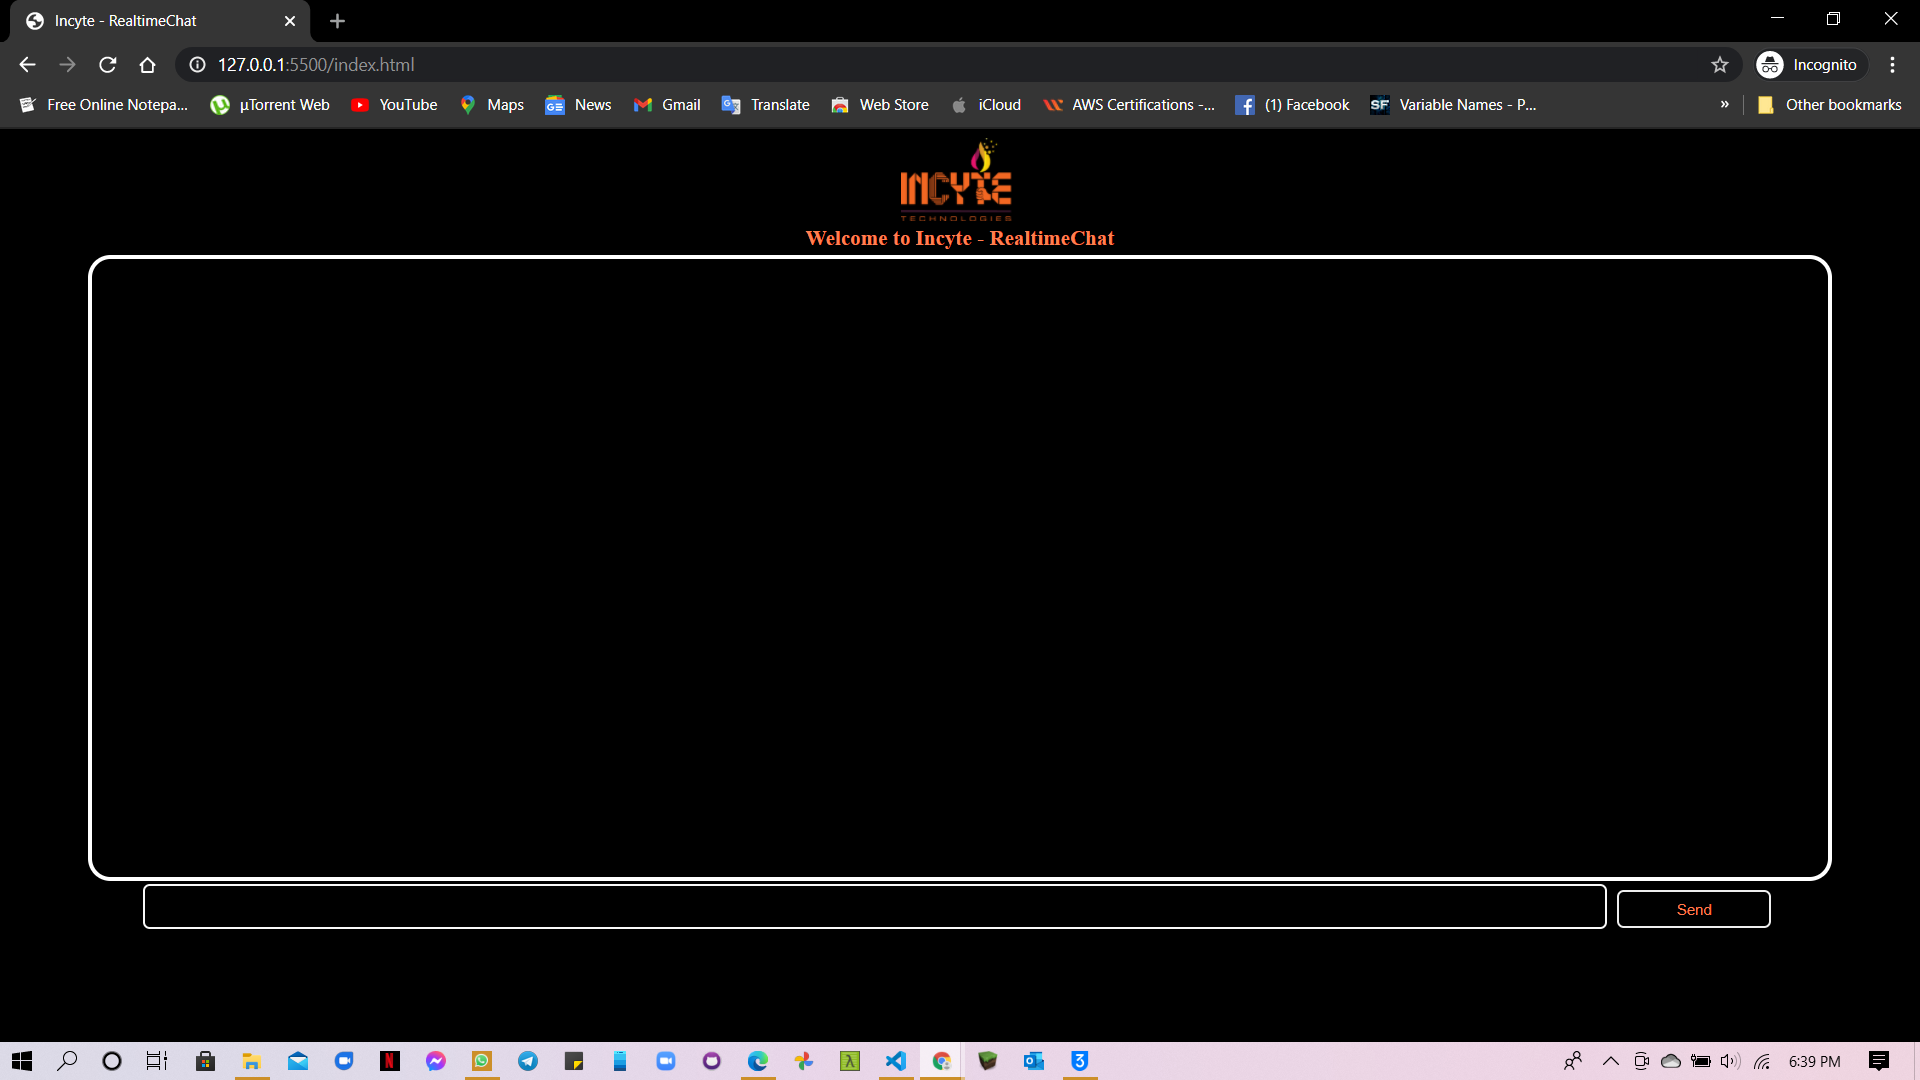 Incyte - RealtimeChat
127.0.0.1:5500/index.html
Incognito
Free Online Notepa...
µTorrent Web
YouTube
Maps
News
Gmail
Translate
Web Store
iCloud
AWS Certifications -...
(1) Facebook
SF
Variable Names - P...
»
Other bookmarks
INCYTE
TECHNOLOGIES
Welcome to Incyte - RealtimeChat
Send
6:39 PM